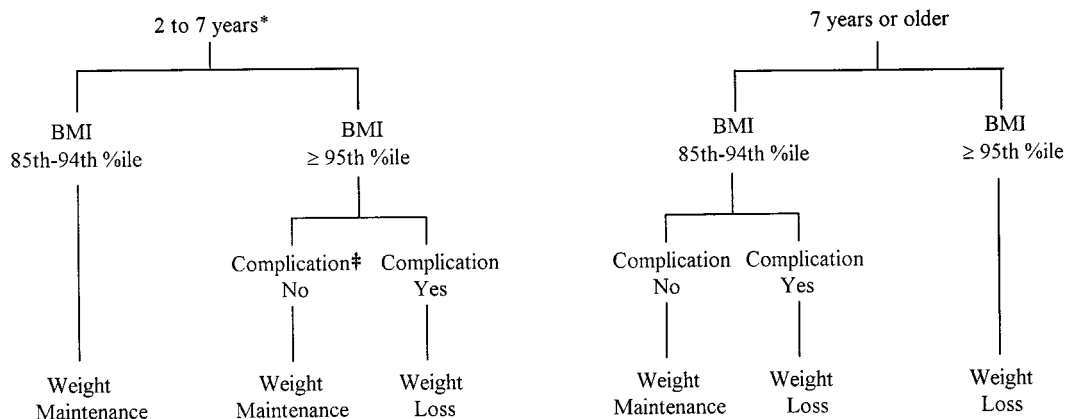 2 to 7 years*
BMI
85th-94th %ile
BMI
≥ 95th %ile
Complication‡
No
Complication
Yes
Weight
Maintenance
Weight
Maintenance
Weight
Loss
7 years or older
BMI
85th-94th %ile
BMI
≥ 95th %ile
Complication
No
Complication
Yes
Weight
Maintenance
Weight
Loss
Weight
Loss